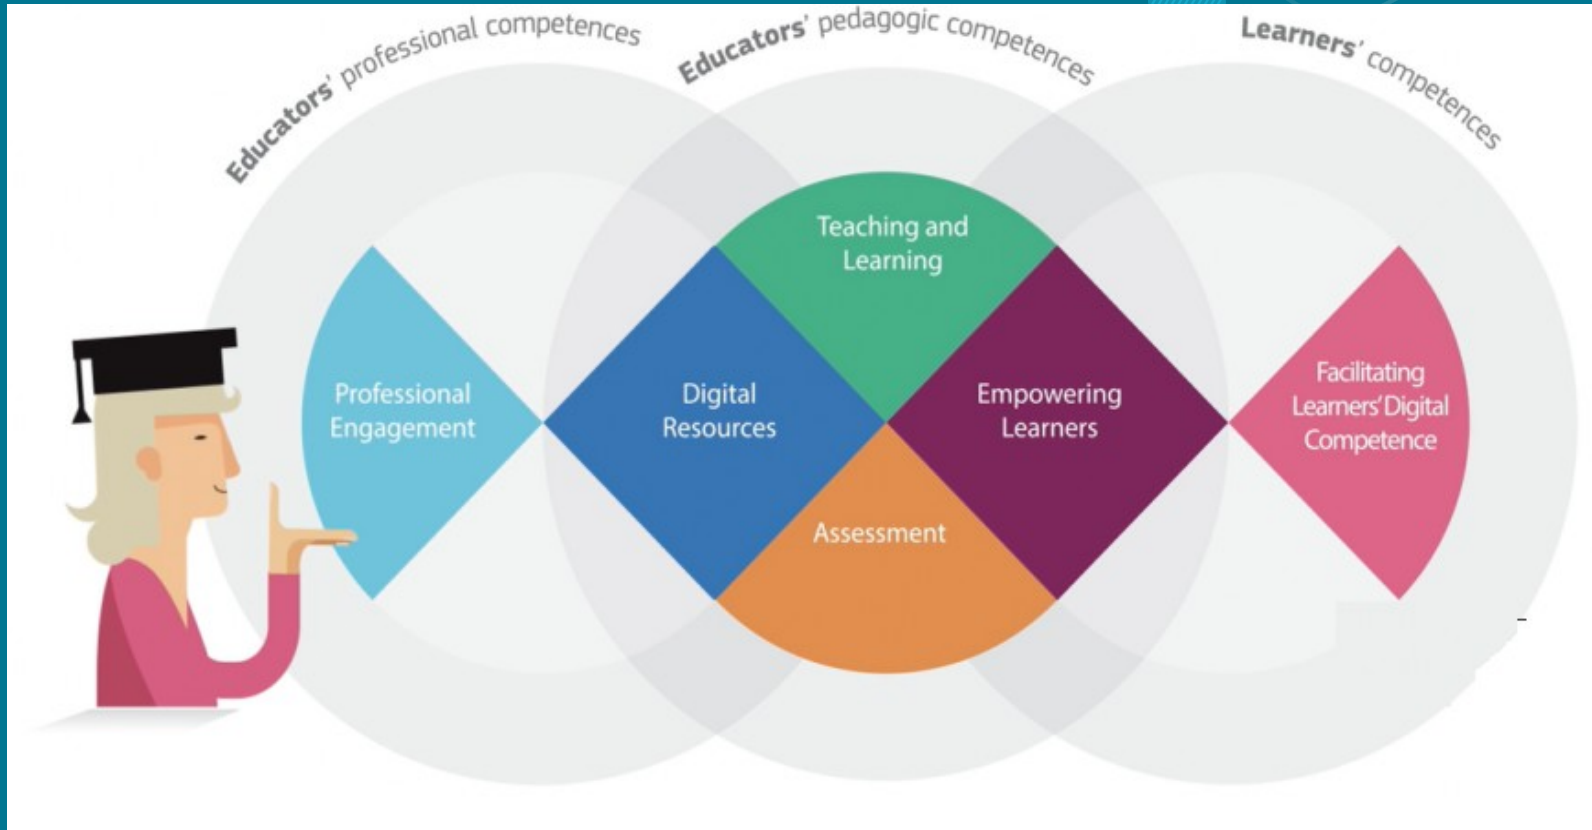 Educators' professional competences
Educators' pedagogic competences
Learners' competences
Teaching and
Learning
Professional
Engagement
Digital
Resources
Empowering
Learners
Facilitating
Learners' Digital
Competence
Assessment